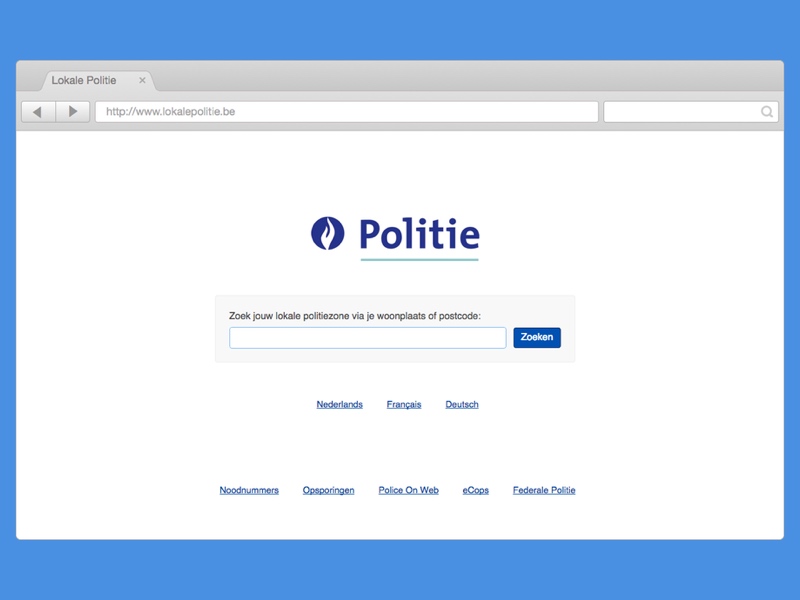 Lokale Politie
http://www.lokalepolitie.be
Politie
Zoek jouw lokale politiezone via je woonplaats of postcode:
Zoeken
Nederlands Français Deutsch
Noodnummers Opsporingen Police On Web eCops Federale Politie